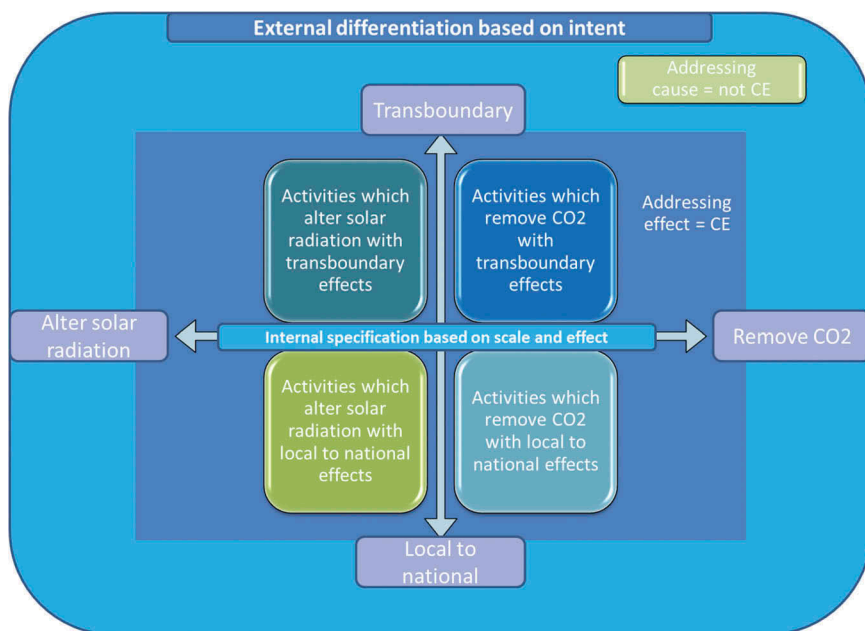 External differentiation based on intent
Addressing
cause = not CE
Transboundary
Activities which
alter solar
radiation with
transboundary
effects
Activities which
remove CO2
with
transboundary
effects
Addressing
effect = CE
Alter solar
radiation
Internal specification based on scale and effect
Remove CO2
Activities which
alter solar
radiation with
local to national
effects
Activities which
remove CO2
with local to
national effects
Local to
national